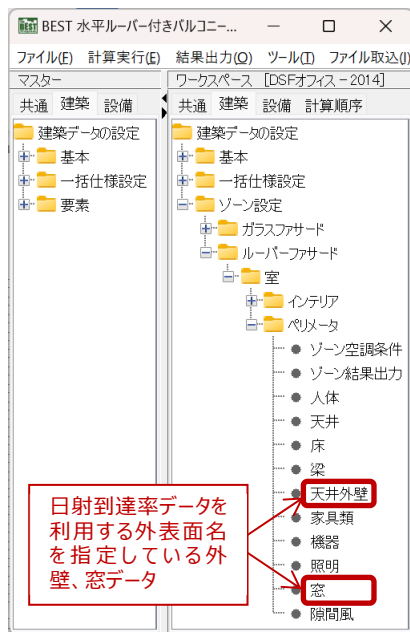 BEST 水平ルーバー付きバルコニー...
ファイル(F) 計算実行(E) 結果出力(O) ツール(T) ファイル取込(I)
マスター
共通 建築 設備
建築データの設定
基本
一括仕様設定
要素
ワークスペース [DSFオフィス－2014]
共通 建築 設備 計算順序
建築データの設定
基本
一括仕様設定
ゾーン設定
ガラスファサード
ルーバーファサード
室
インテリア
ペリメータ
ゾーン空調条件
ゾーン結果出力
人体
天井
床
梁
天井外壁
家具類
機器
照明
窓
隙間風
日射到達率データを
利用する外表面名
を指定している外
壁、窓データ